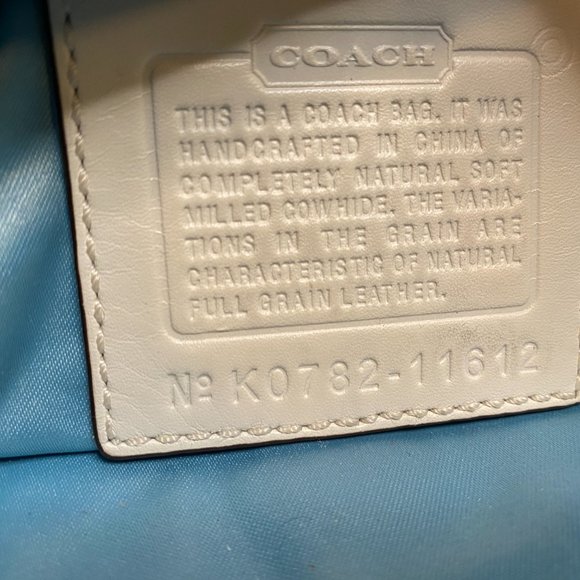 COACH
©
THIS IS A COACH BAG. IT WAS
HANDCRAFTED IN CHINA OF
COMPLETELY NATURAL SOFT
MILLED COWHIDE. THE VARIA-
TIONS IN THE GRAIN ARE
CHARACTERISTIC OF NATURAL
FULL GRAIN LEATHER.
Nº K0782-11612